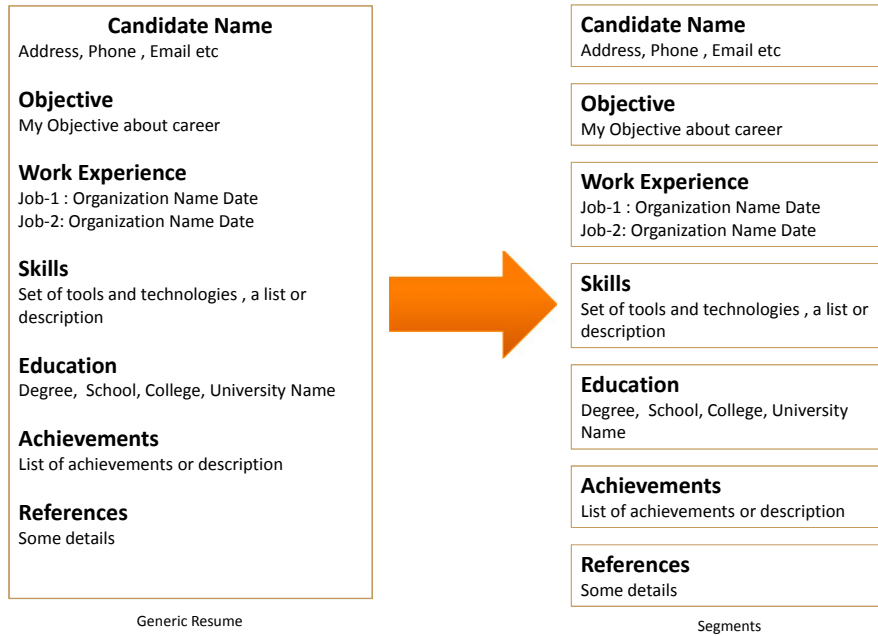 Candidate Name
Address, Phone , Email etc
Objective
My Objective about career
Work Experience
Job-1 : Organization Name Date
Job-2: Organization Name Date
Skills
Set of tools and technologies , a list or
description
Education
Degree,  School, College, University Name
Achievements
List of achievements or description
References
Some details
Generic Resume
Candidate Name
Address, Phone , Email etc
Objective
My Objective about career
Work Experience
Job-1 : Organization Name Date
Job-2: Organization Name Date
Skills
Set of tools and technologies , a list or
description
Education
Degree,  School, College, University
Name
Achievements
List of achievements or description
References
Some details
Segments